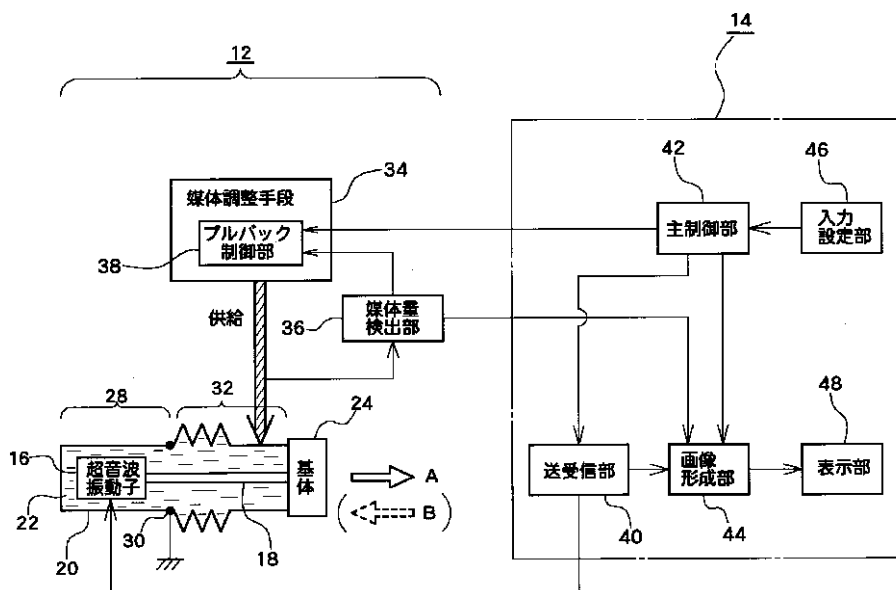 14
12
34
42
46
媒体調整手段
プルバック
制御部
38
主制御部
入力
設定部
供給
36
媒体量
検出部
28
32
24
48
16
超音波
振動子
基体
A
送受信部
画像
形成部
表示部
22
B
20
30
18
40
44